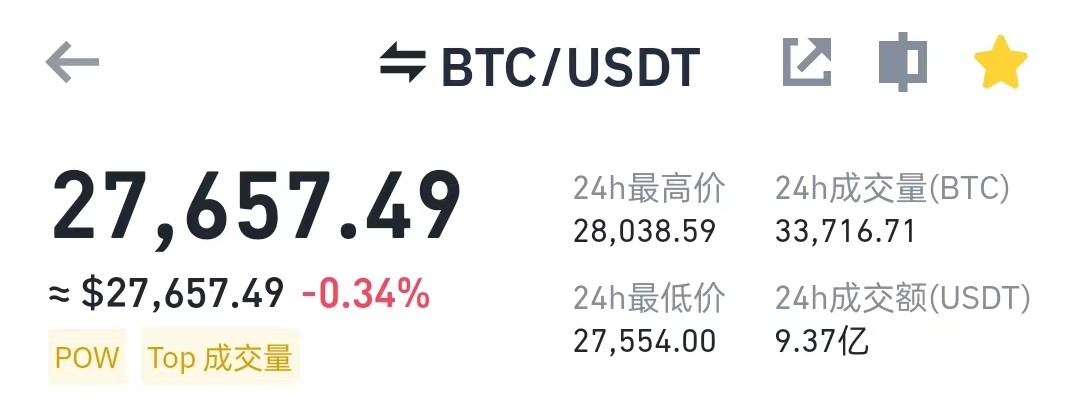 BTC/USDT
27,657.49
≈ $27,657.49 -0.34%
POW Top 成交量
24h最高价
28,038.59
24h最低价
27,554.00
24h成交量(BTC)
33,716.71
24h成交额(USDT)
9.37亿